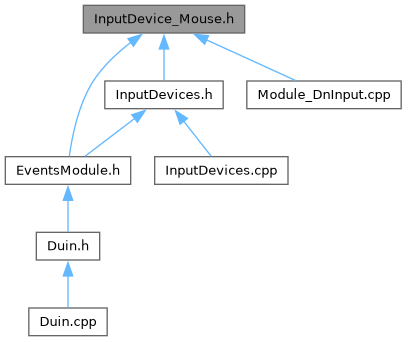 InputDevice_Mouse.h
InputDevices.h
Module_DnInput.cpp
EventsModule.h
InputDevices.cpp
Duin.h
Duin.cpp